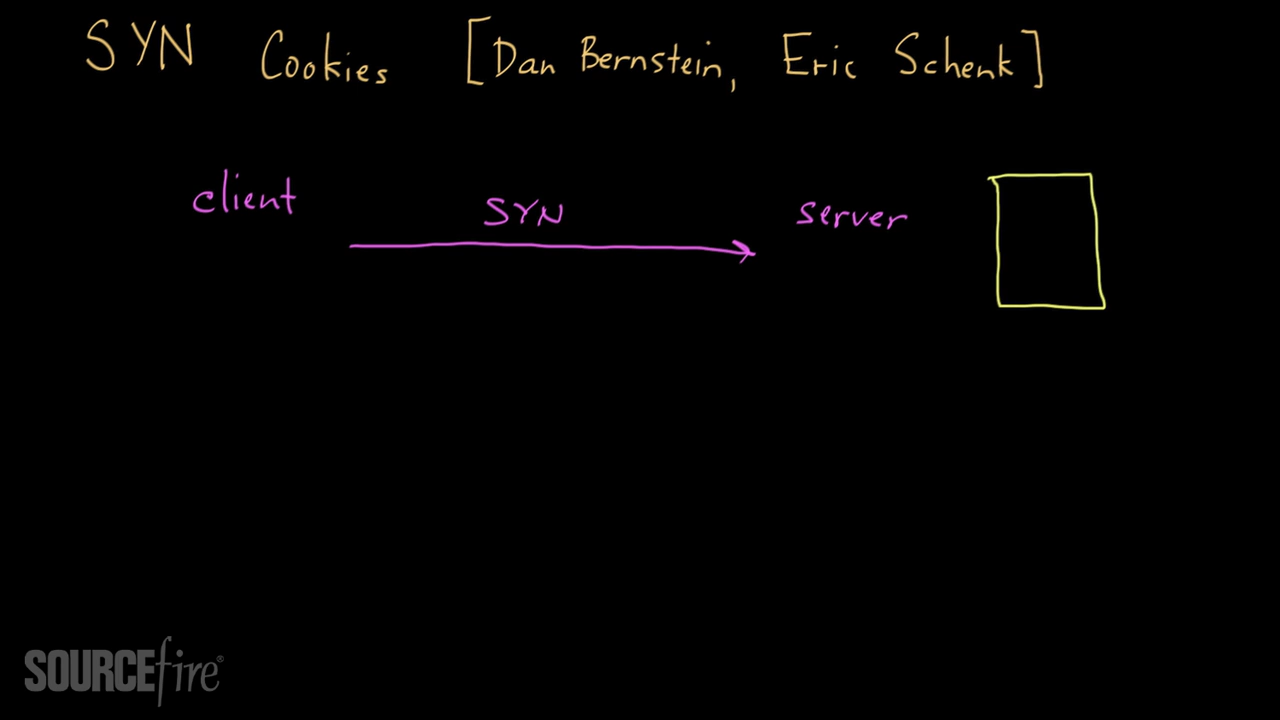 SYN Cookies [Dan Bernstein, Eric Schenk]
client SYN server
SOURCEfire®